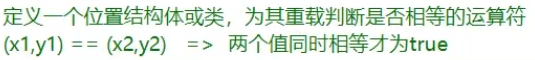 定义一个位置结构体或类，为其重载判断是否相等的运算符
(x1,y1) == (x2,y2) => 两个值同时相等才为true